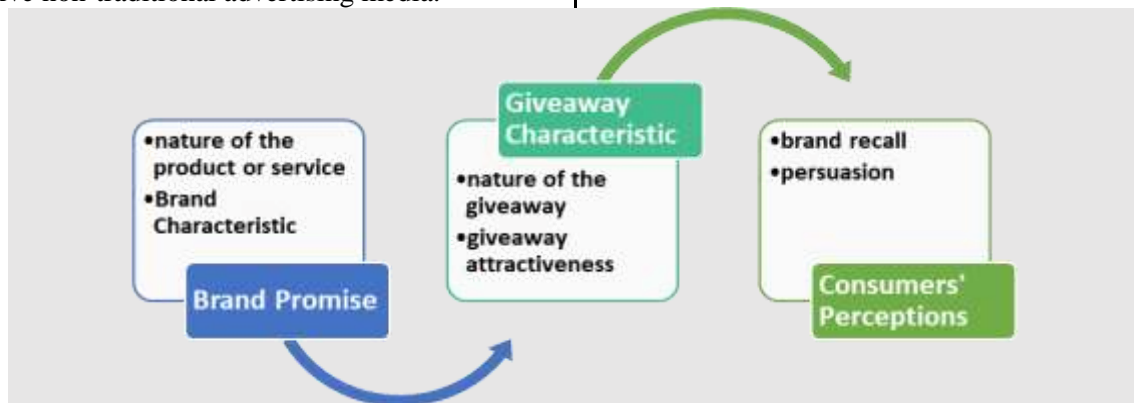 non-traditional advertising media.
•nature of the
product or service
•Brand
Characteristic
Brand Promise
Giveaway
Characteristic
•nature of the
giveaway
•giveaway
attractiveness
•brand recall
•persuasion
Consumers'
Perceptions